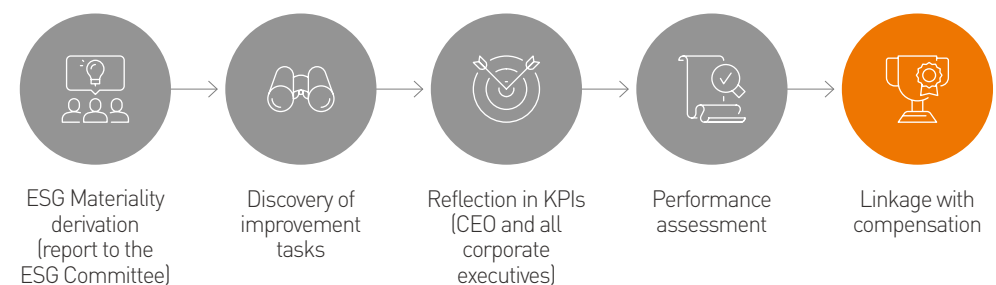 ESG Materiality
derivation
(report to the
ESG Committee)
Discovery of
improvement
tasks
Reflection in KPIs
(CEO and all
corporate
executives)
Performance
assessment
Linkage with
compensation